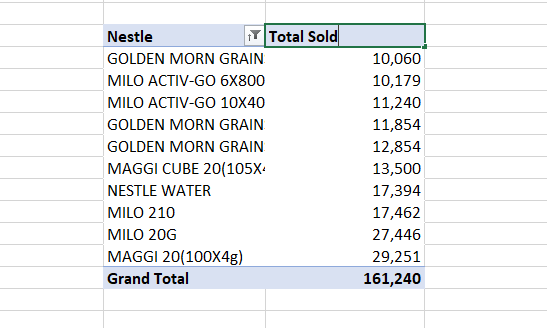 Nestle Total Sold
GOLDEN MORN GRAIN 10,060
MILO ACTIV-GO 6X800 10,179
MILO ACTIV-GO 10X40 11,240
GOLDEN MORN GRAIN 11,854
GOLDEN MORN GRAIN 12,854
MAGGI CUBE 20(105X4 13,500
NESTLE WATER 17,394
MILO 210 17,462
MILO 20G 27,446
MAGGI 20(100X4g) 29,251
Grand Total 161,240